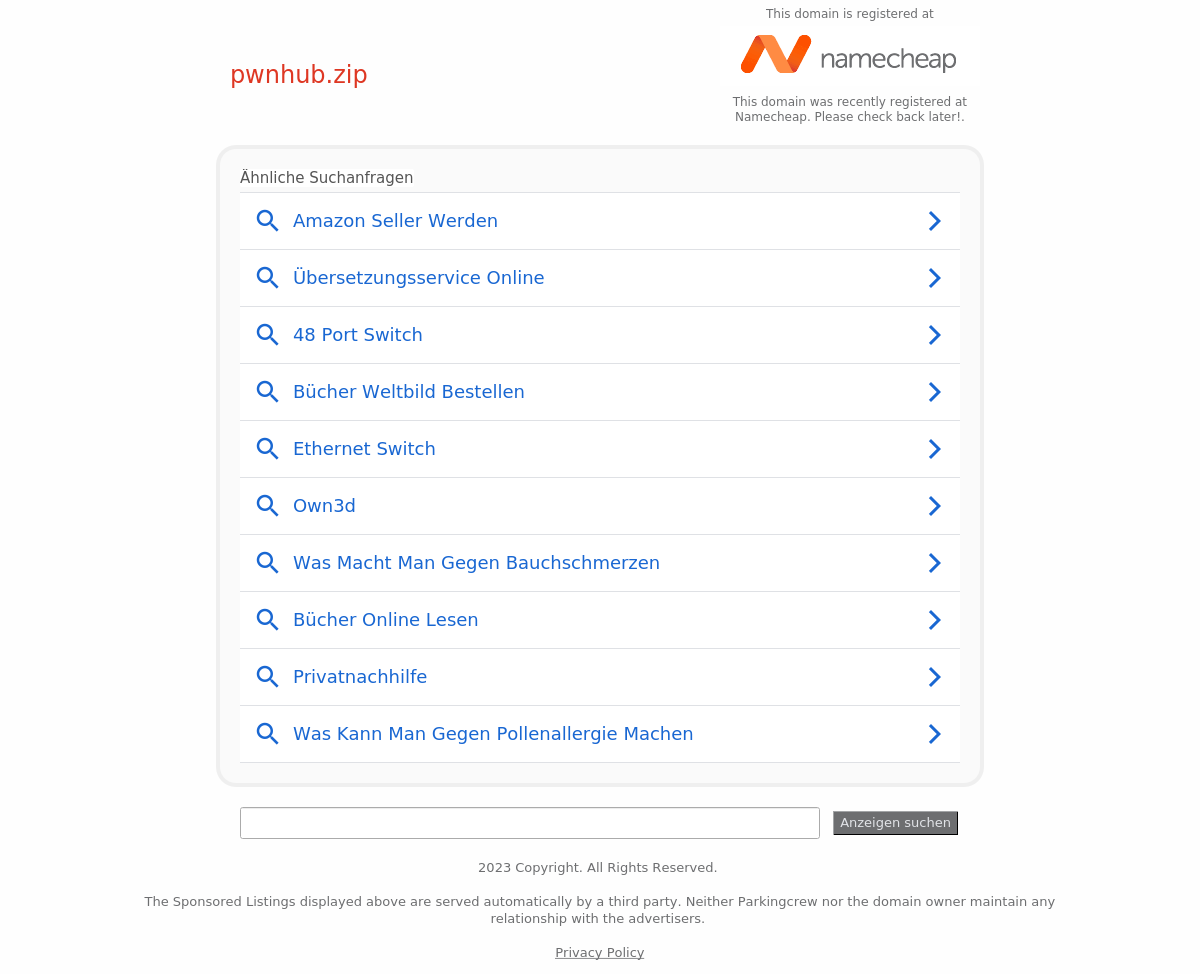 This domain is registered at
namecheap
pwnhub.zip
This domain was recently registered at
Namecheap. Please check back later!.
Ähnliche Suchanfragen
Amazon Seller Werden
Übersetzungsservice Online
48 Port Switch
Bücher Weltbild Bestellen
Ethernet Switch
Own3d
Was Macht Man Gegen Bauchschmerzen
Bücher Online Lesen
Privatnachhilfe
Was Kann Man Gegen Pollenallergie Machen
Anzeigen suchen
2023 Copyright. All Rights Reserved.
The Sponsored Listings displayed above are served automatically by a third party. Neither Parkingcrew nor the domain owner maintain any
relationship with the advertisers.
Privacy Policy